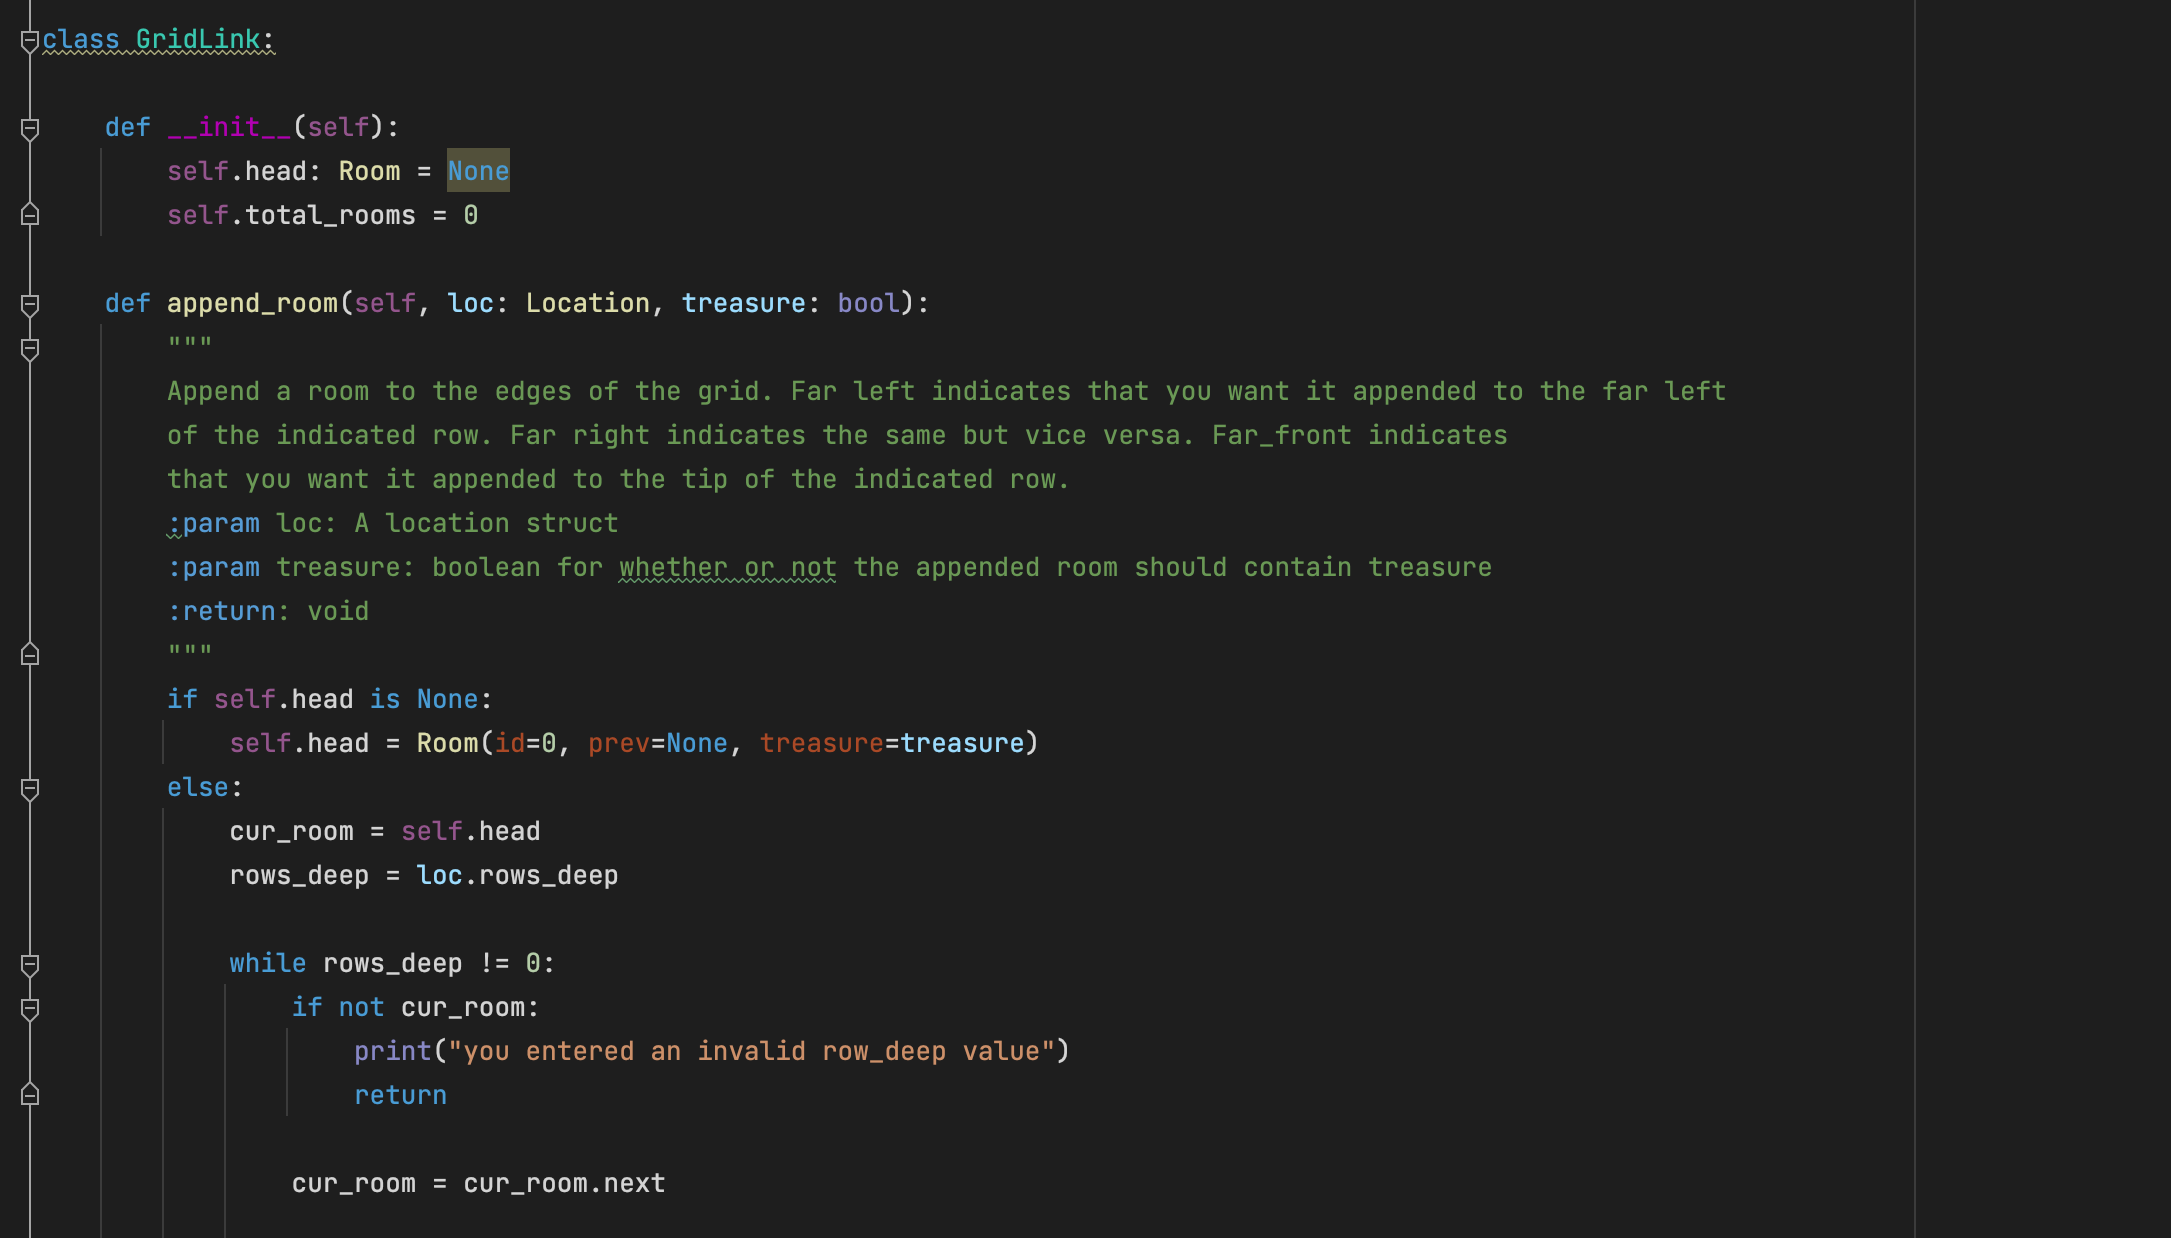 class GridLink:
def __init__(self):
self.head: Room = None
self.total_rooms = 0
def append_room(self, loc: Location, treasure: bool):
"""
Append a room to the edges of the grid. Far left indicates that you want it appended to the far left
of the indicated row. Far right indicates the same but vice versa. Far_front indicates
that you want it appended to the tip of the indicated row.
:param loc: A location struct
:param treasure: boolean for whether or not the appended room should contain treasure
:return: void
"""
if self.head is None:
self.head = Room(id=0, prev=None, treasure=treasure)
else:
cur_room = self.head
rows_deep = loc.rows_deep
while rows_deep != 0:
if not cur_room:
print("you entered an invalid row_deep value")
return
cur_room = cur_room.next